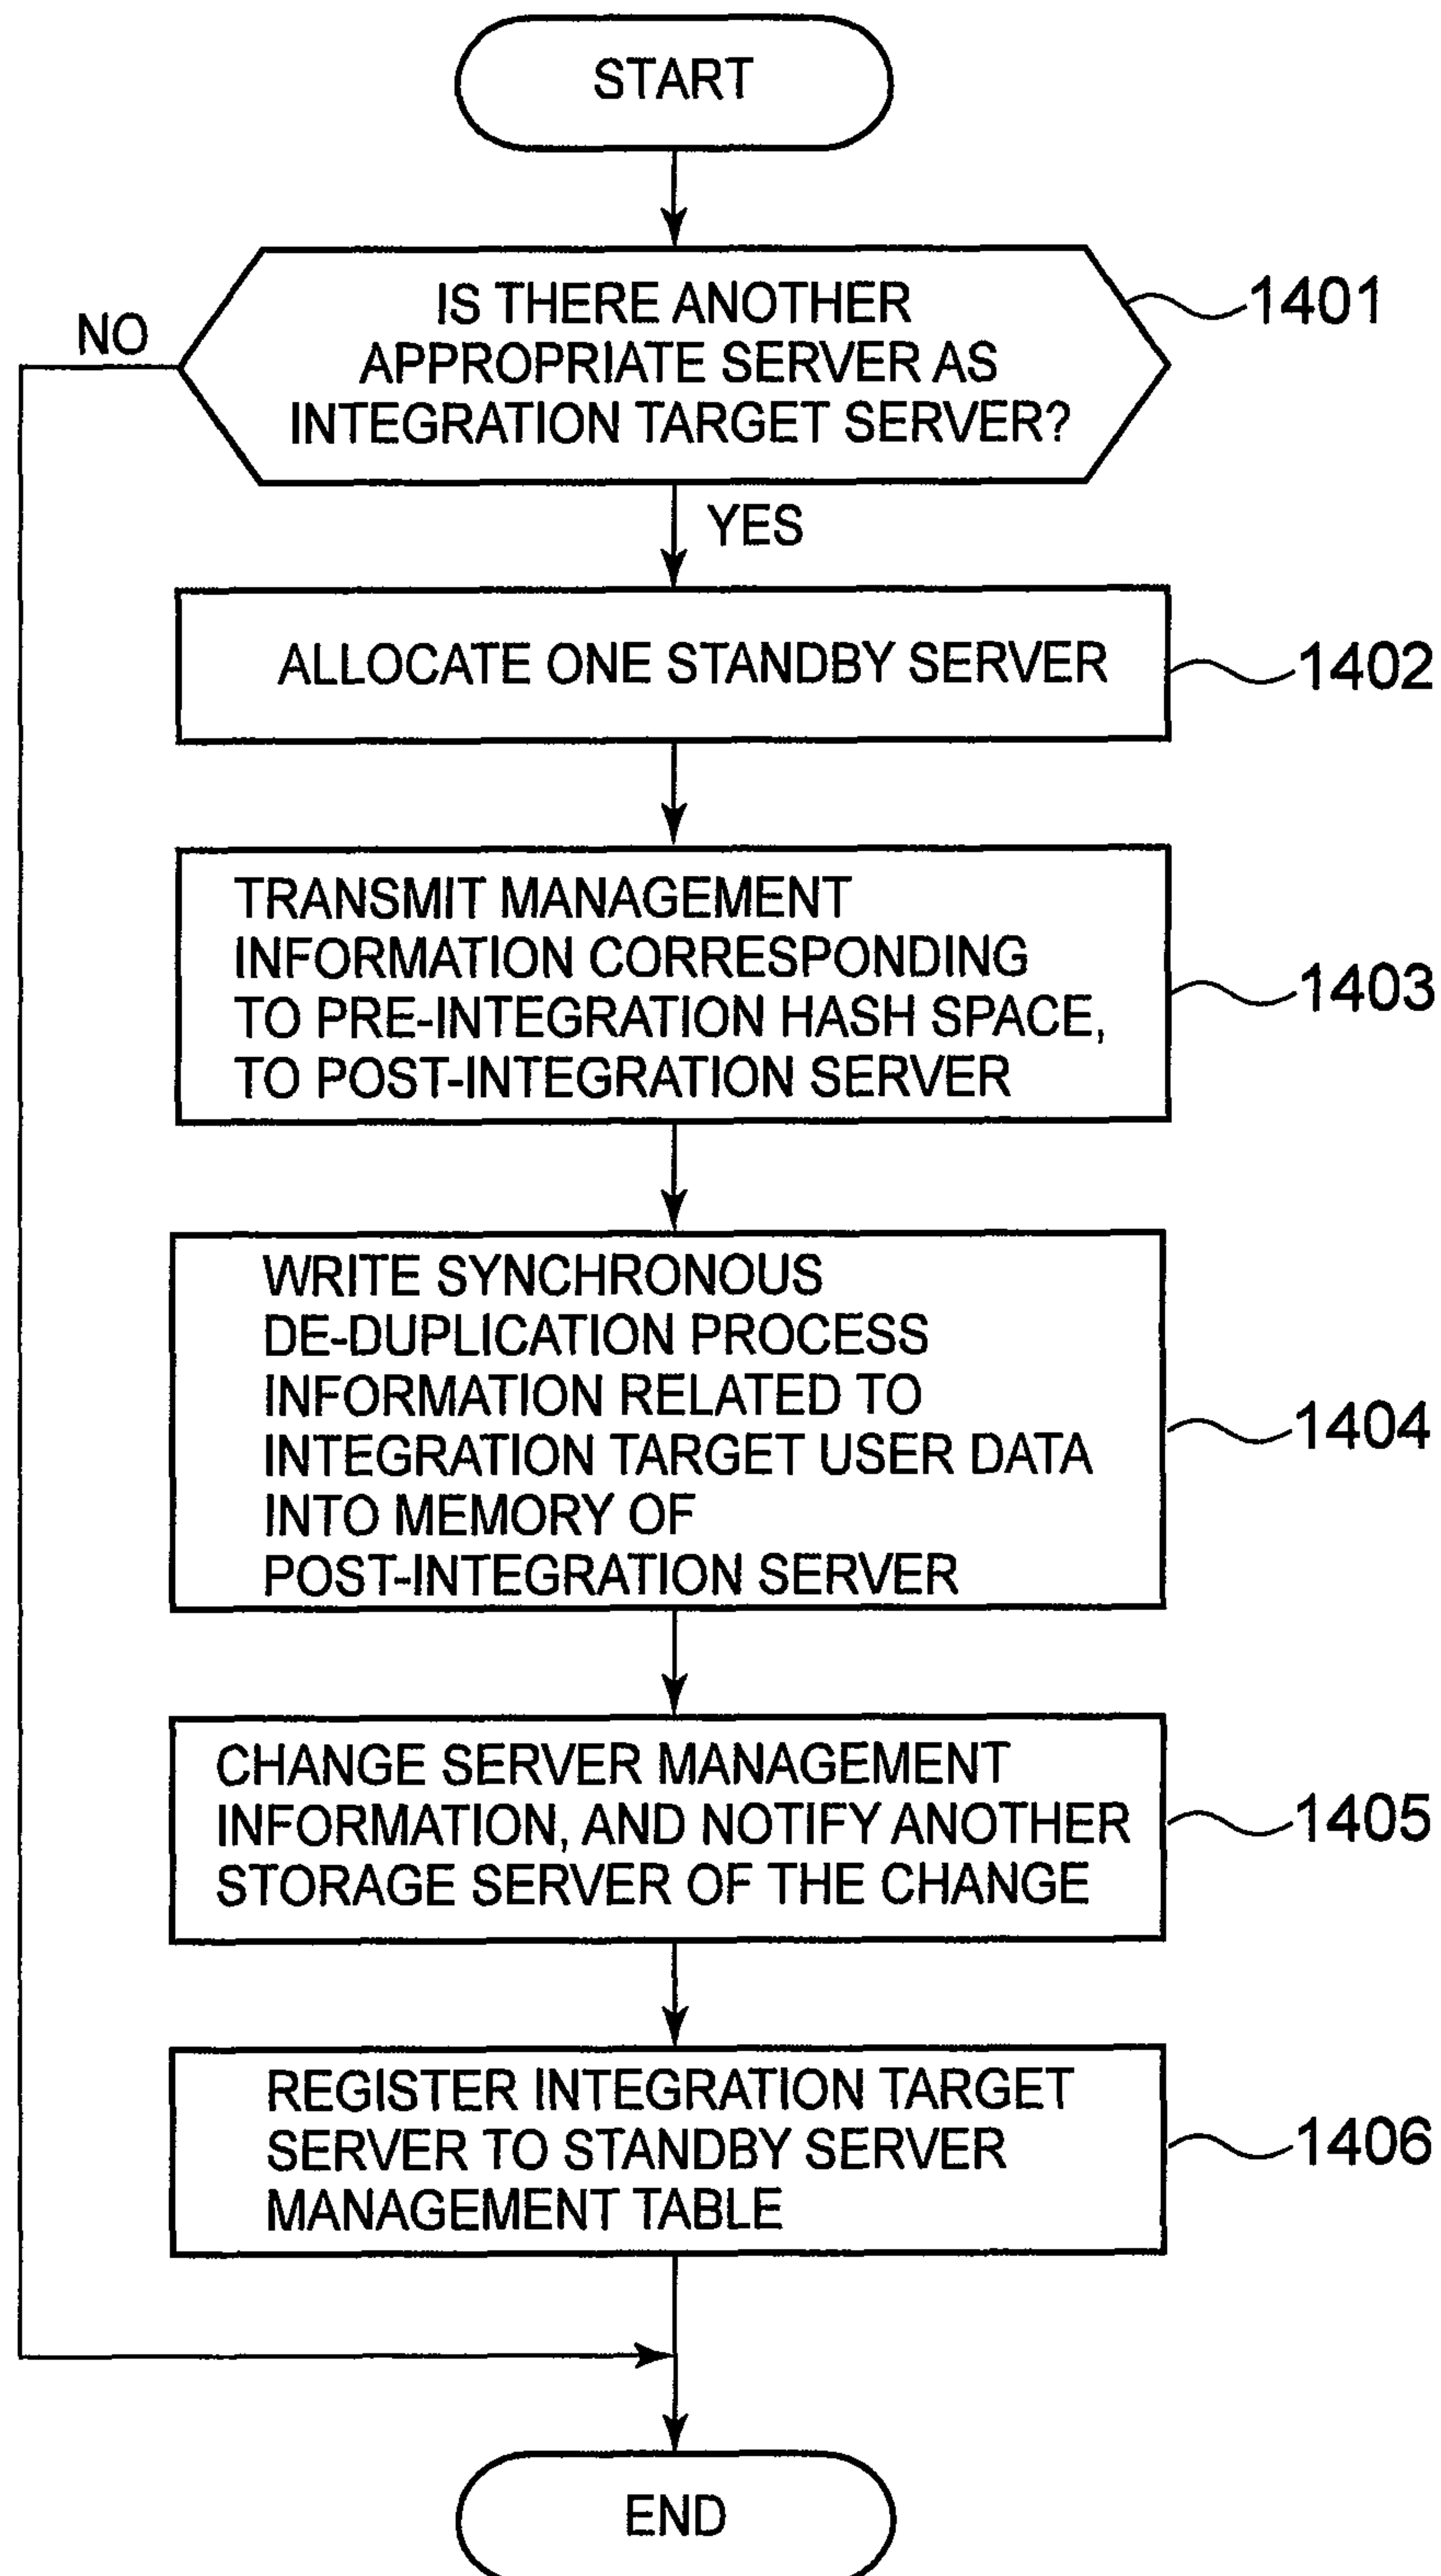 START
IS THERE ANOTHER
APPROPRIATE SERVER AS
INTEGRATION TARGET SERVER?
1401
NO
YES
ALLOCATE ONE STANDBY SERVER
1402
TRANSMIT MANAGEMENT
INFORMATION CORRESPONDING
TO PRE-INTEGRATION HASH SPACE,
TO POST-INTEGRATION SERVER
1403
WRITE SYNCHRONOUS
DE-DUPLICATION PROCESS
INFORMATION RELATED TO
INTEGRATION TARGET USER DATA
INTO MEMORY OF
POST-INTEGRATION SERVER
1404
CHANGE SERVER MANAGEMENT
INFORMATION, AND NOTIFY ANOTHER
STORAGE SERVER OF THE CHANGE
1405
REGISTER INTEGRATION TARGET
SERVER TO STANDBY SERVER
MANAGEMENT TABLE
1406
END